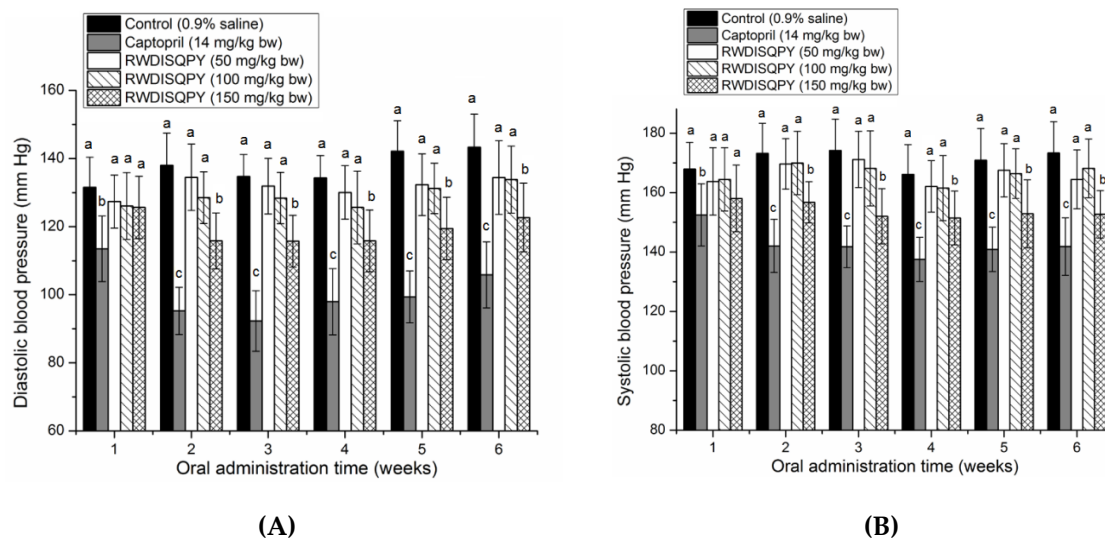 Control (0.9% saline)
Captopril (14 mg/kg bw)
RWDISQPY (50 mg/kg bw)
RWDISQPY (100 mg/kg bw)
RWDISQPY (150 mg/kg bw)
Diastolic blood pressure (mm Hg)
160
140
120
100
80
60
a b a a a
a c a a b
a c a a b
a c a a b
a c a a b
a c a a b
1 2 3 4 5 6
Oral administration time (weeks)
(A)
Control (0.9% saline)
Captopril (14 mg/kg bw)
RWDISQPY (50 mg/kg bw)
RWDISQPY (100 mg/kg bw)
RWDISQPY (150 mg/kg bw)
Systolic blood pressure (mm Hg)
180
160
140
120
100
80
a b a a a
a c a a b
a c a a b
a c a a b
a c a a b
a c a a b
1 2 3 4 5 6
Oral administration time (weeks)
(B)